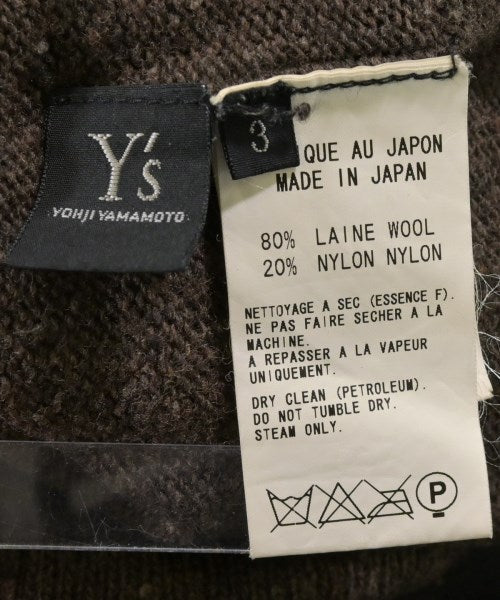 Y's
YOHJI YAMAMOTO
3
QUE AU JAPON
MADE IN JAPAN
80% LAINE WOOL
20% NYLON NYLON
NETTOYAGE A SEC (ESSENCE F).
NE PAS FAIRE SECHER A LA
MACHINE.
A REPASSER A LA VAPEUR
UNIQUEMENT.
DRY CLEAN (PETROLEUM).
DO NOT TUMBLE DRY.
STEAM ONLY.
P